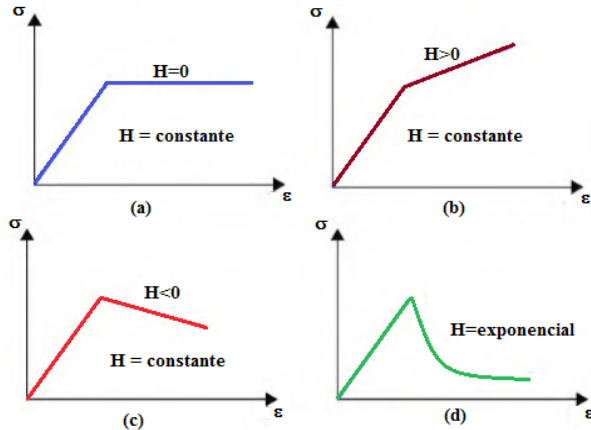 σ
H=0
H = constante
ε
(a)
σ
H>0
H = constante
ε
(b)
σ
H<0
H = constante
ε
(c)
σ
H=exponencial
ε
(d)